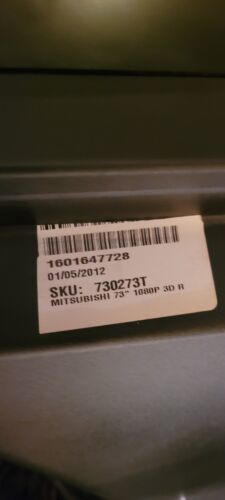 1601647728
01/05/2012
SKU: 730273T
MITSUBISHI 73" 1080P 3D R